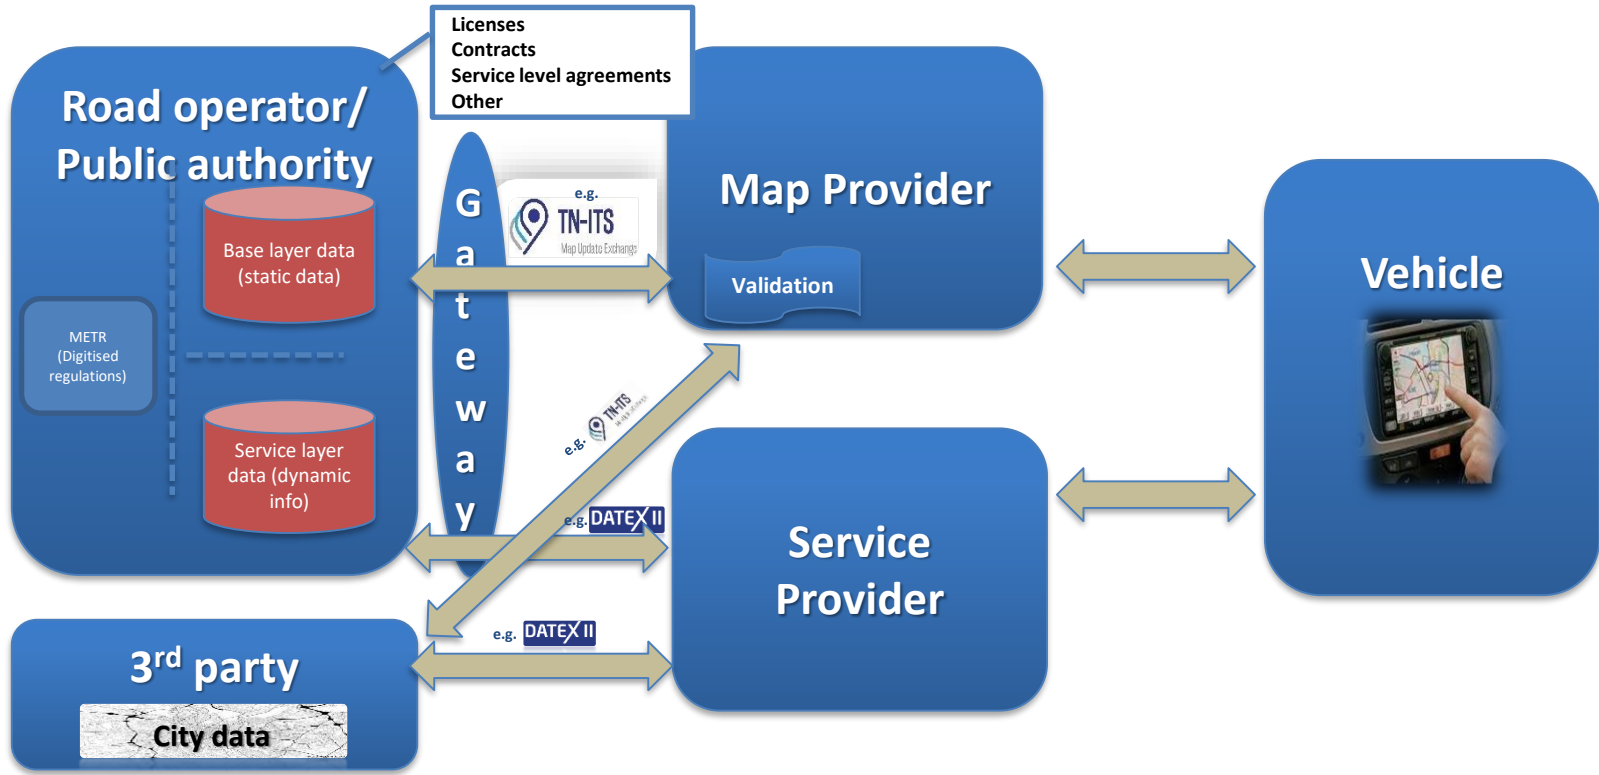 Licenses
Contracts
Service level agreements
Other
Road operator/
Public authority
Base layer data
(static data)
METR
(Digitised
regulations)
Service layer
data (dynamic
info)
Gateway
e.g.
TN-ITS
Map Update Exchange
Map Provider
Validation
Vehicle
e.g. TN-ITS
e.g. DATEX II
Service
Provider
e.g. DATEX II
3rd party
City data